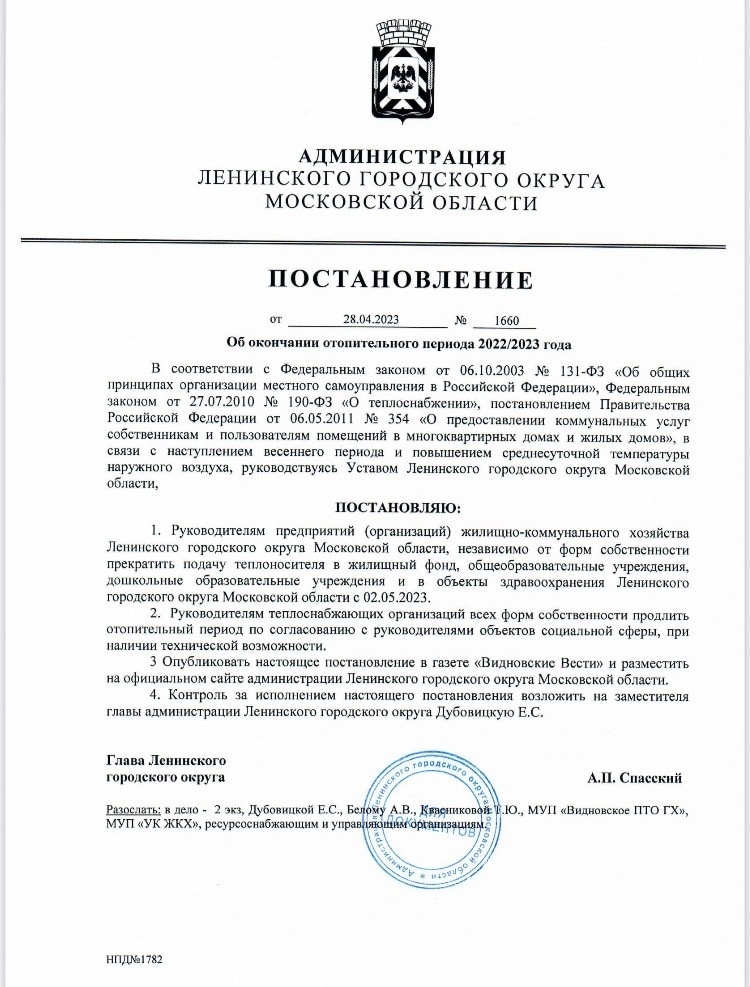 АДМИНИСТРАЦИЯ
ЛЕНИНСКОГО ГОРОДСКОГО ОКРУГА
МОСКОВСКОЙ ОБЛАСТИ
ПОСТАНОВЛЕНИЕ
от 28.04.2023 № 1660
Об окончании отопительного периода 2022/2023 года
В соответствии с Федеральным законом от 06.10.2003 № 131-ФЗ «Об общих
принципах организации местного самоуправления в Российской Федерации», Федеральным
законом от 27.07.2010 № 190-ФЗ «О теплоснабжении», постановлением Правительства
Российской Федерации от 06.05.2011 № 354 «О предоставлении коммунальных услуг
собственникам и пользователям помещений в многоквартирных домах и жилых домов», в
связи с наступлением весеннего периода и повышением среднесуточной температуры
наружного воздуха, руководствуясь Уставом Ленинского городского округа Московской
области,
ПОСТАНОВЛЯЮ:
1. Руководителям предприятий (организаций) жилищно-коммунального хозяйства
Ленинского городского округа Московской области, независимо от форм собственности
прекратить подачу теплоносителя в жилищный фонд, общеобразовательные учреждения,
дошкольные образовательные учреждения и в объекты здравоохранения Ленинского
городского округа Московской области с 02.05.2023.
2. Руководителям теплоснабжающих организаций всех форм собственности продлить
отопительный период по согласованию с руководителями объектов социальной сферы, при
наличии технической возможности.
3 Опубликовать настоящее постановление в газете «Видновские Вести» и разместить
на официальном сайте администрации Ленинского городского округа Московской области.
4. Контроль за исполнением настоящего постановления возложить на заместителя
главы администрации Ленинского городского округа Дубовицкую Е.С.
Глава Ленинского
городского округа А.П. Спасский
Разослать: в дело - 2 экз, Дубовицкой Е.С., Белому А.В., Квасниковой Т.Ю., МУП «Видновское ПТО ГХ»,
МУП «УК ЖКХ», ресурсоснабжающим и управляющим организациям.
Администрация Ленинского городского округа Московской области *
ДЛЯ
ДОКУМЕНТОВ
НПД№1782